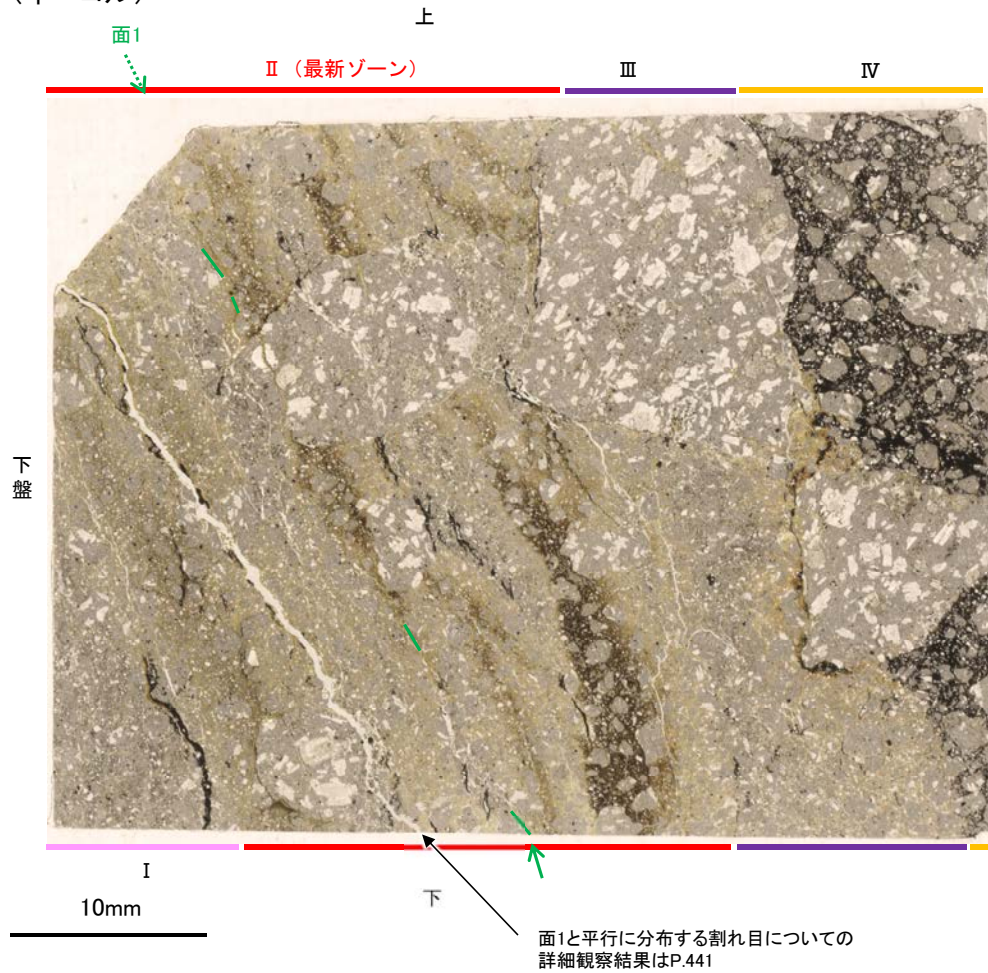 上
面1
Ⅱ（最新ゾーン）
Ⅲ
Ⅳ
下盤
Ⅰ
下
10mm
面1と平行に分布する割れ目についての
詳細観察結果はP.441